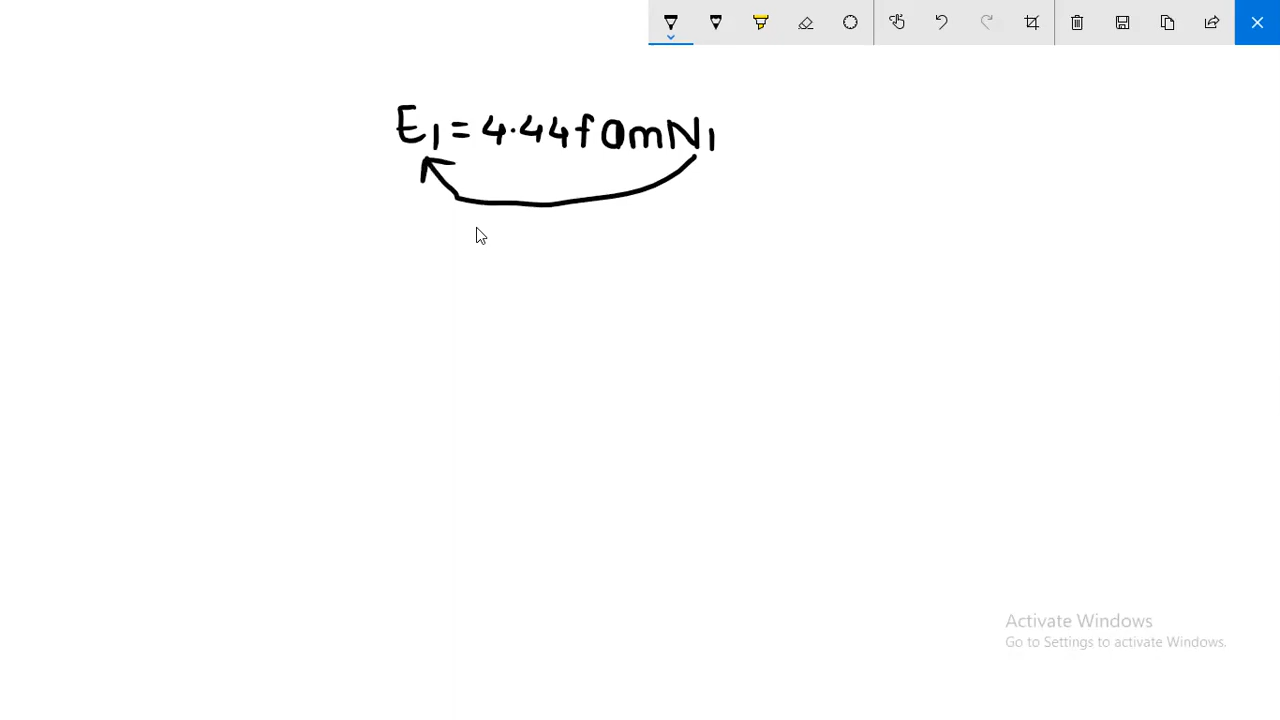 E1 = 4.44fΦmN1
Activate Windows
Go to Settings to activate Windows.